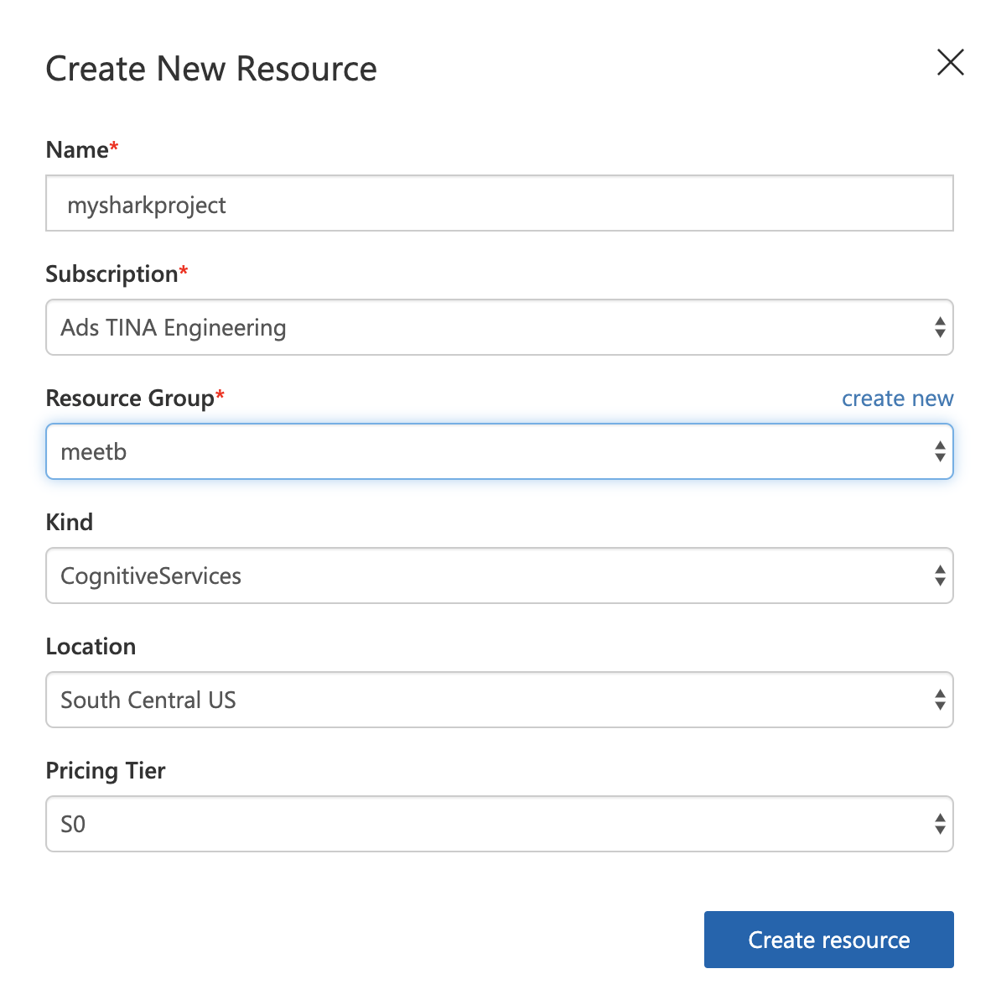 Create New Resource
Name*
mysharkproject
Subscription*
Ads TINA Engineering
Resource Group* create new
meetb
Kind
CognitiveServices
Location
South Central US
Pricing Tier
S0
Create resource